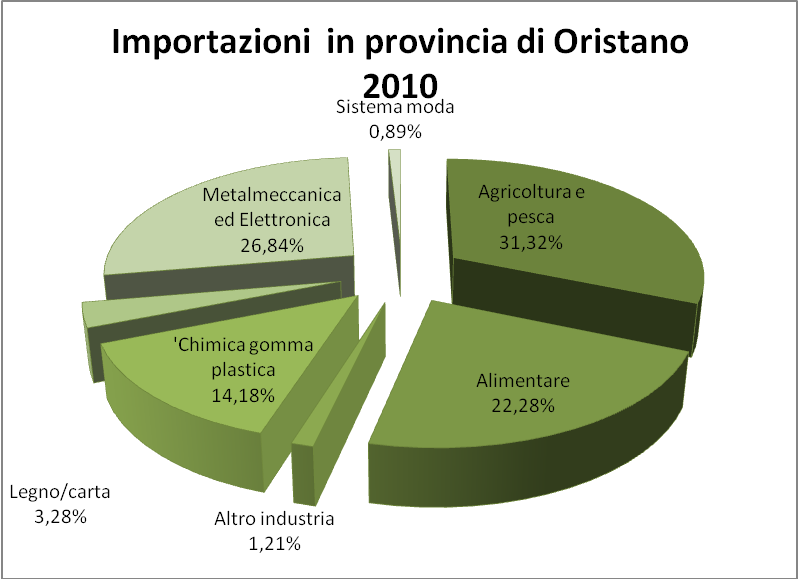 Importazioni  in provincia di Oristano
2010
Sistema moda
0,89%
Agricoltura e
pesca
31,32%
Metalmeccanica
ed Elettronica
26,84%
'Chimica gomma
plastica
14,18%
Alimentare
22,28%
Legno/carta
3,28%
Altro industria
1,21%